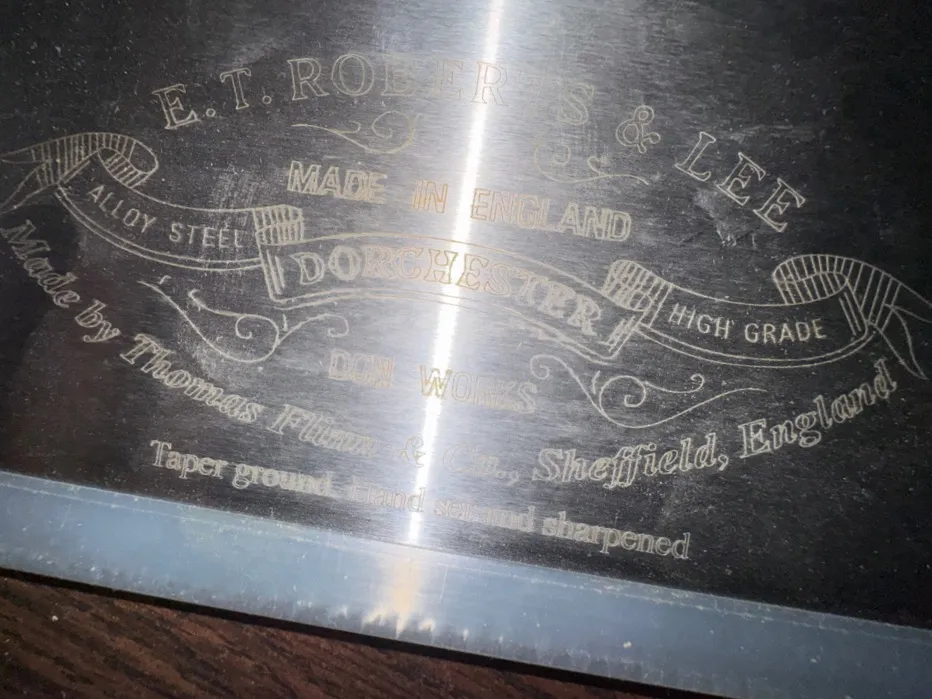 E.T. ROBERTS & LEE
MADE IN ENGLAND
ALLOY STEEL
DORCHESTER
HIGH GRADE
DON WORKS
Made by Thomas & Co., Sheffield, England
Taper ground, hand set and sharpened